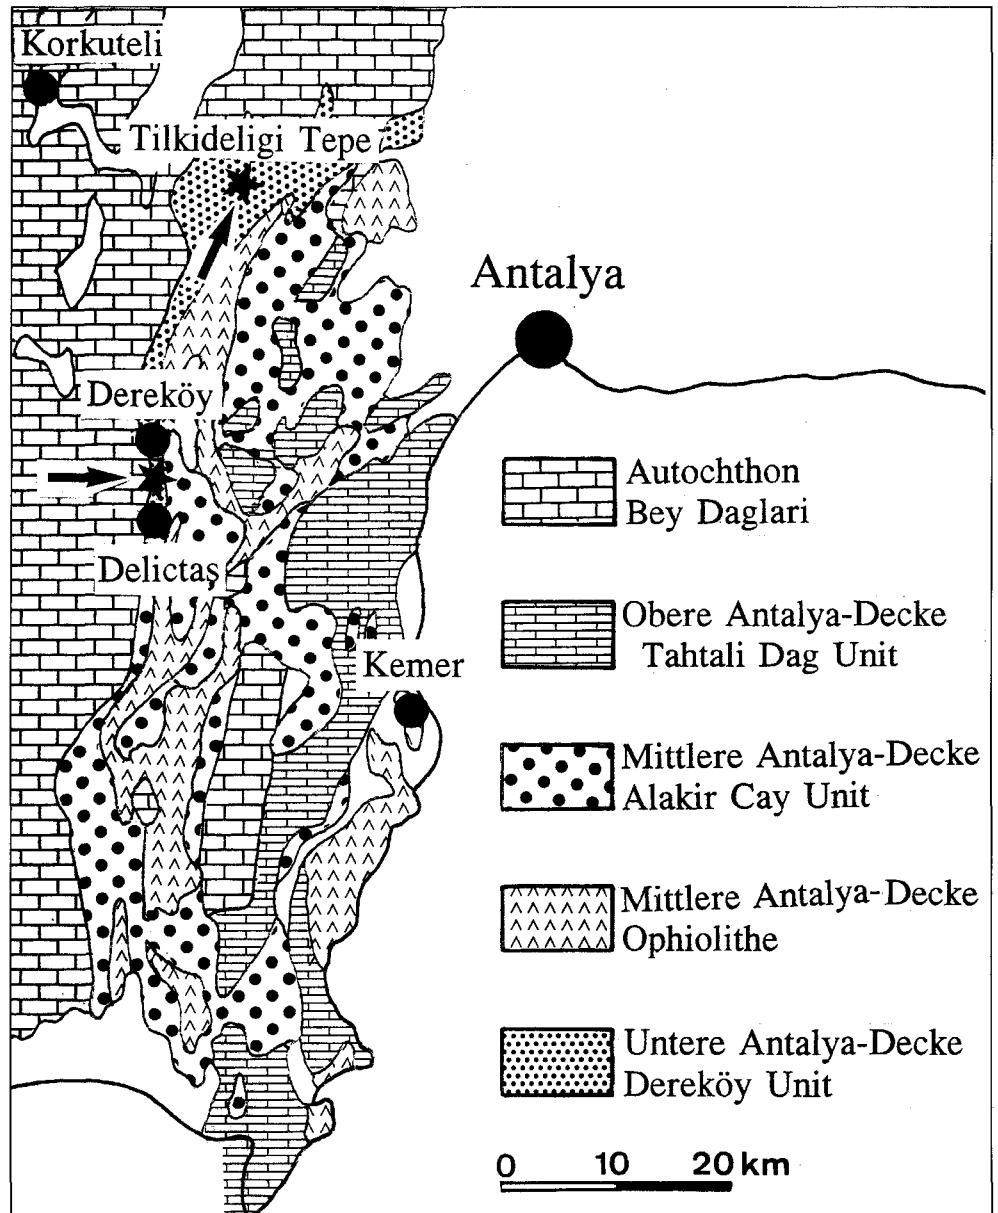 Korkuteli
Tilkideligi Tepe
Antalya
Dereköy
Delictaş
Kemer
Autochthon
Bey Daglari
Obere Antalya-Decke
Tahtali Dag Unit
Mittlere Antalya-Decke
Alakir Cay Unit
Mittlere Antalya-Decke
Ophiolithe
Untere Antalya-Decke
Dereköy Unit
0 10 20 km